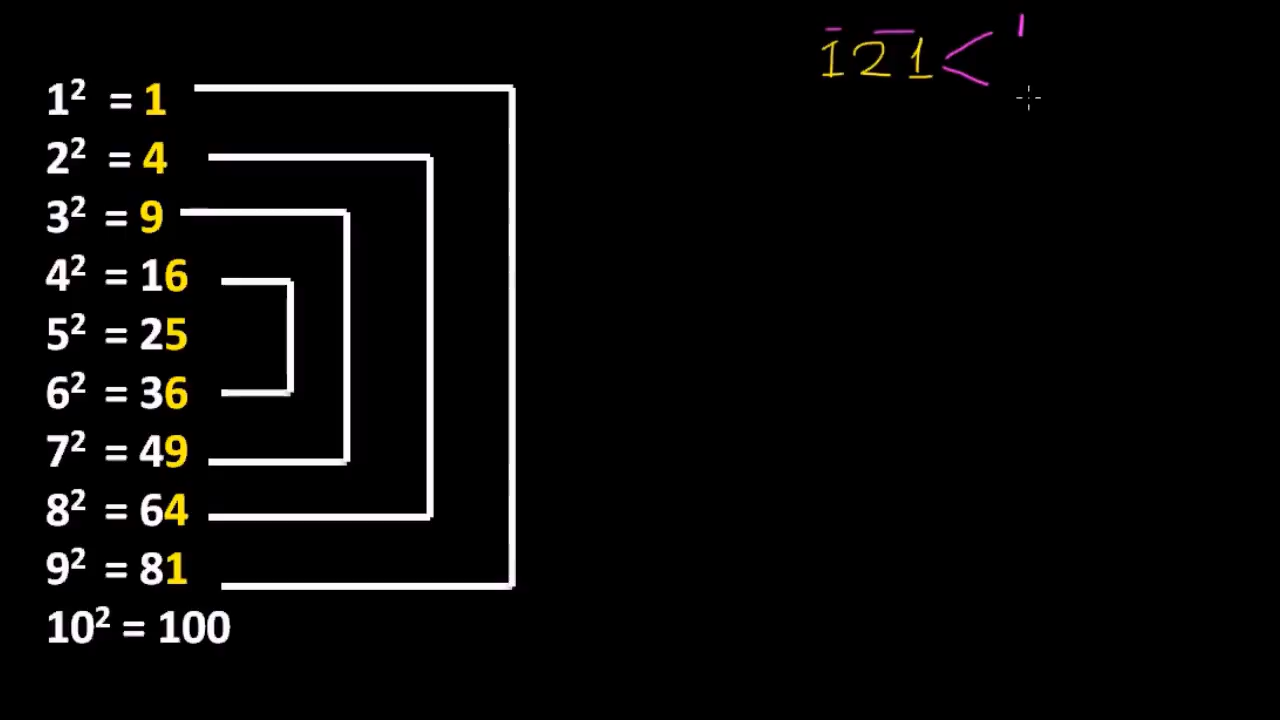 1² = 1
2² = 4
3² = 9
4² = 16
5² = 25
6² = 36
7² = 49
8² = 64
9² = 81
10² = 100
121 < 1